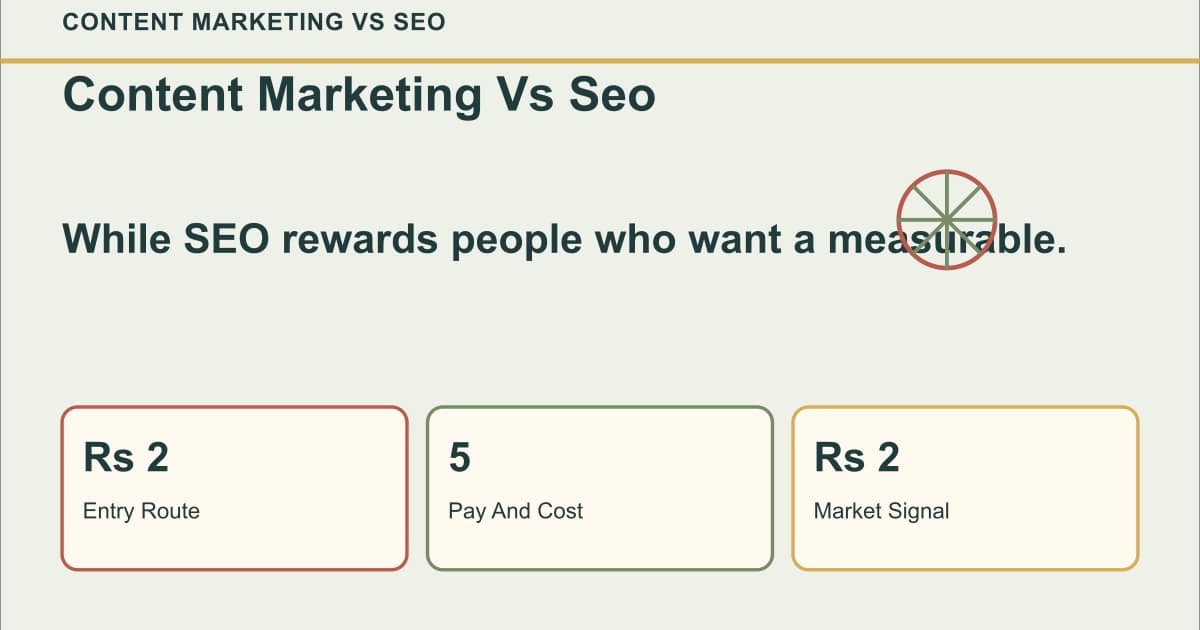 CONTENT MARKETING VS SEO
Content Marketing Vs Seo
While SEO rewards people who want a measurable.
Rs 2
Entry Route
5
Pay And Cost
Rs 2
Market Signal